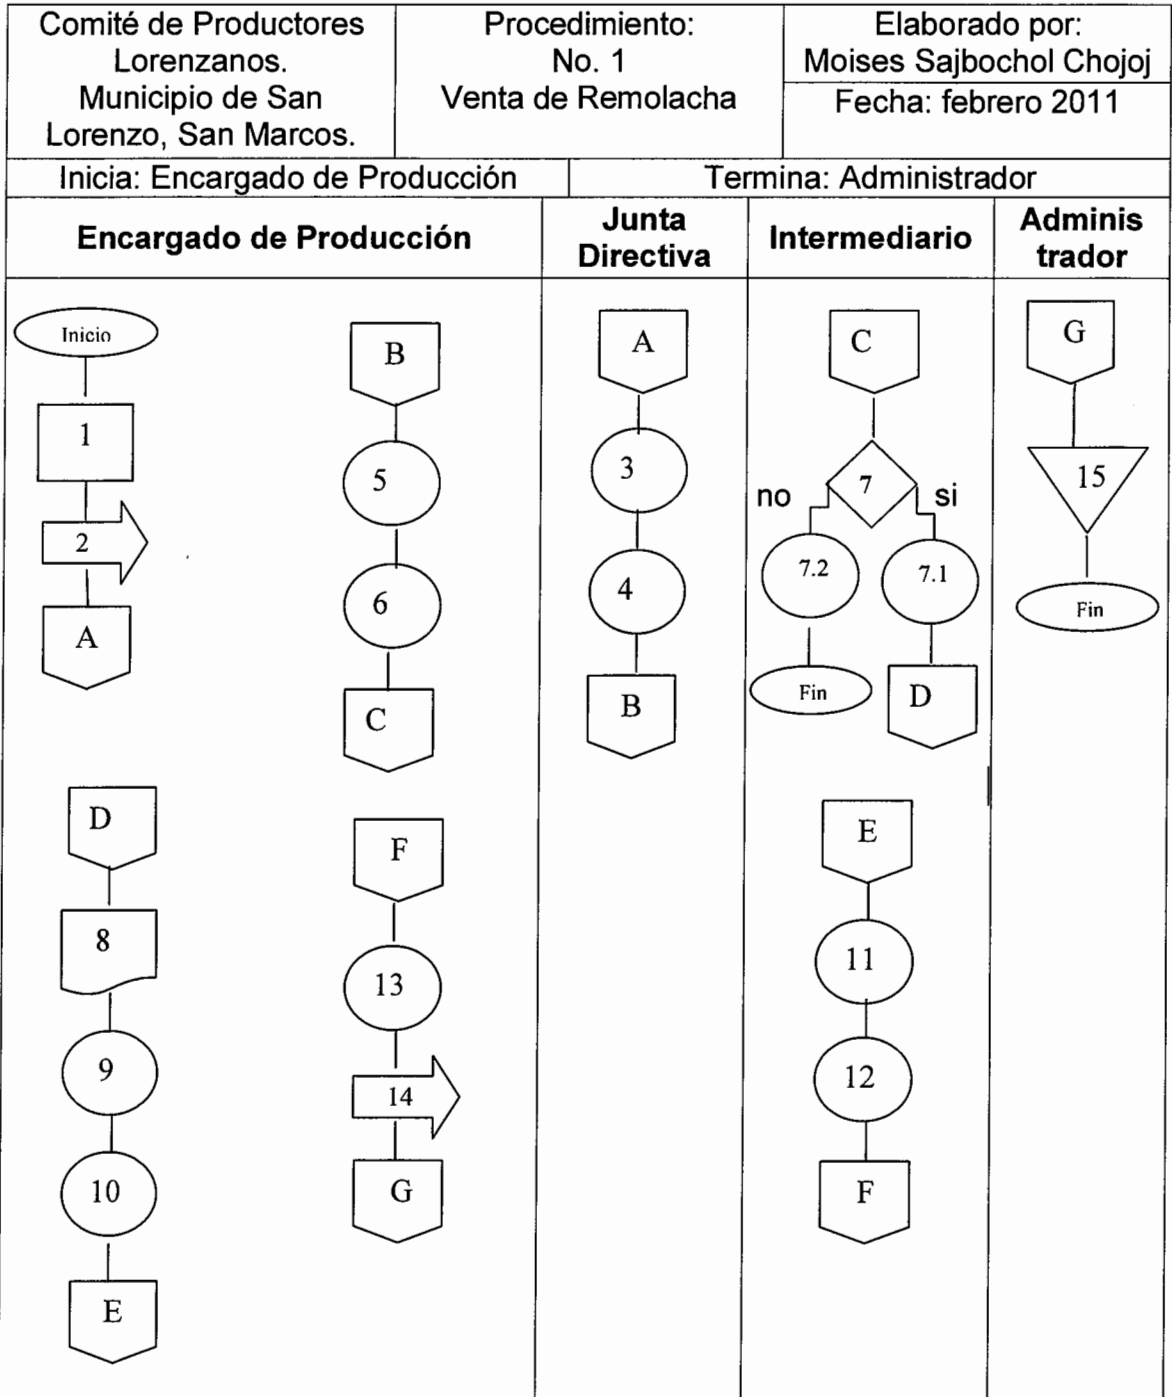 Comité de Productores
Lorenzanos.
Municipio de San
Lorenzo, San Marcos.
Procedimiento:
No. 1
Venta de Remolacha
Elaborado por:
Moises Sajbochol Chojoj
Fecha: febrero 2011
Inicia: Encargado de Producción
Termina: Administrador
Encargado de Producción
Junta
Directiva
Intermediario
Adminis
trador
Inicio
1
2
A
B
5
6
C
D
8
9
10
E
F
13
14
G
A
3
4
B
C
7
no
si
7.2
7.1
Fin
D
E
11
12
F
G
15
Fin